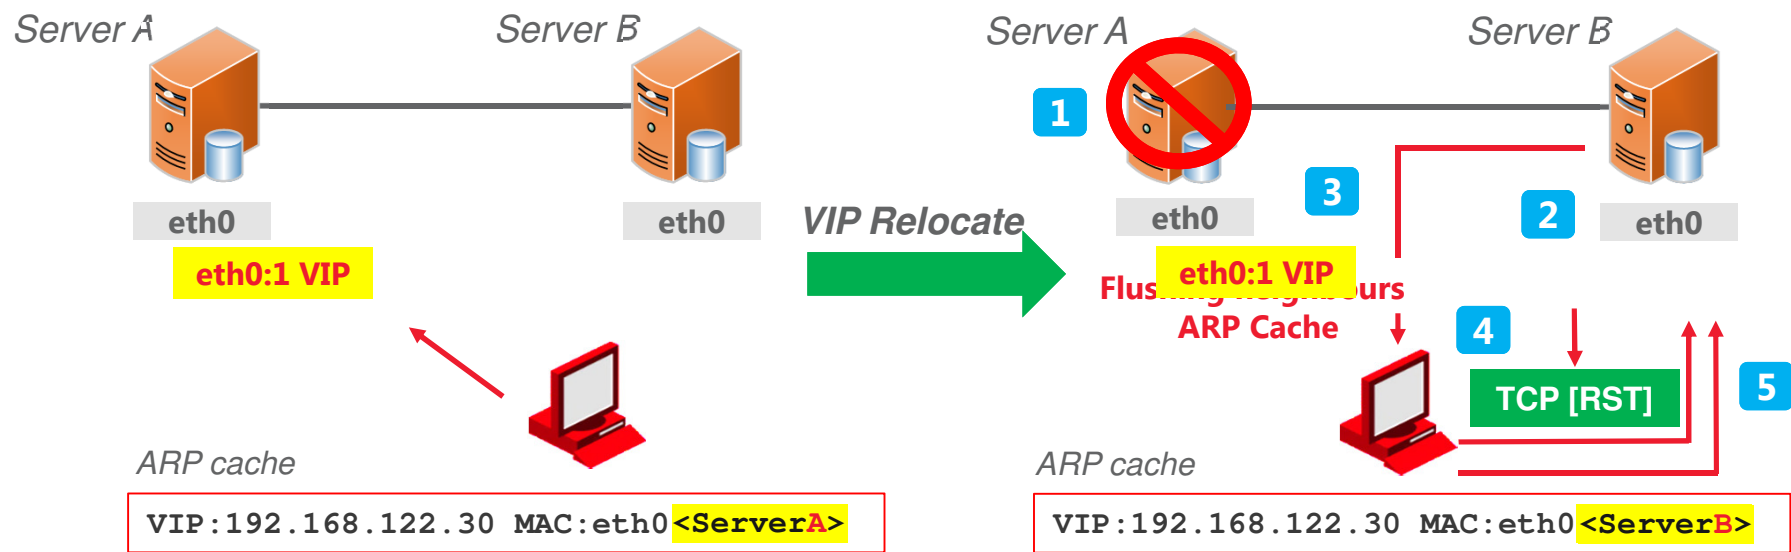 Server A
Server B
eth0
eth0
eth0:1 VIP
ARP cache
VIP:192.168.122.30 MAC:eth0<ServerA>
VIP Relocate
Server A
Server B
1
3
2
eth0
eth0
eth0:1 VIP
Flushing neighbours
ARP Cache
4
TCP [RST]
5
ARP cache
VIP:192.168.122.30 MAC:eth0<ServerB>